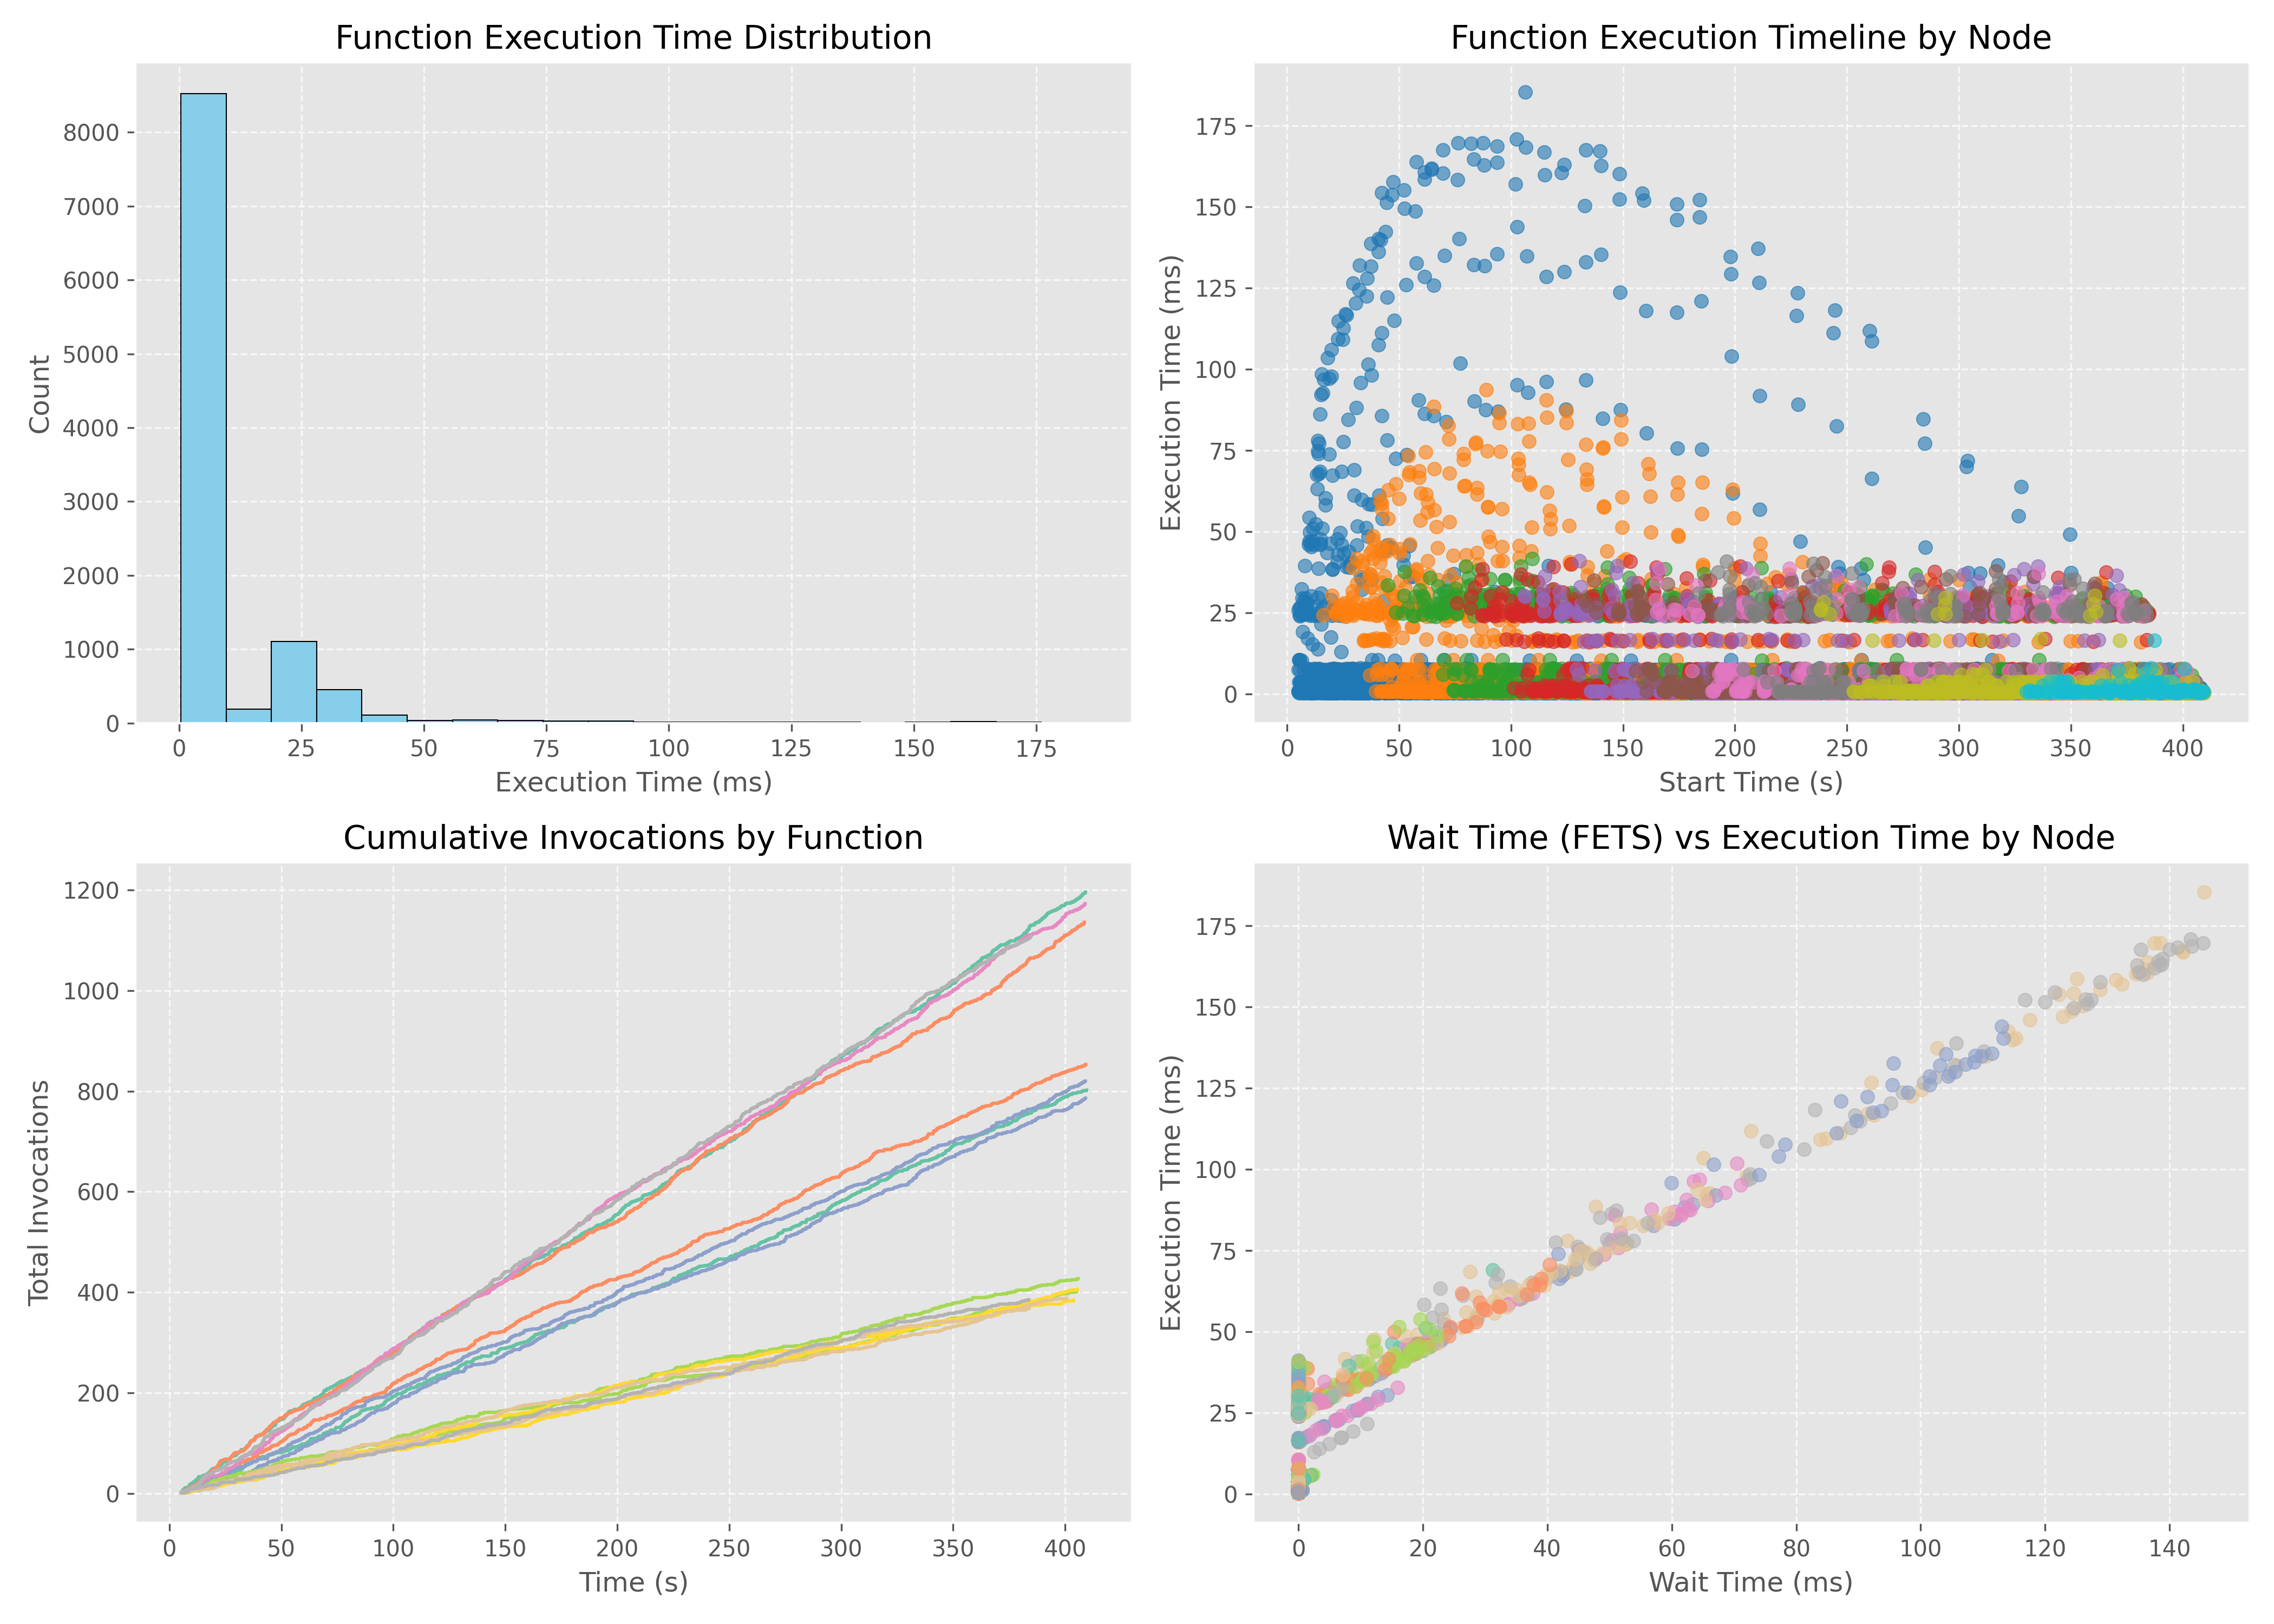 Function Execution Time Distribution
Count
8000
7000
6000
5000
4000
3000
2000
1000
0
0 25 50 75 100 125 150 175
Execution Time (ms)
Function Execution Timeline by Node
Execution Time (ms)
175
150
125
100
75
50
25
0
0 50 100 150 200 250 300 350 400
Start Time (s)
Cumulative Invocations by Function
Total Invocations
1200
1000
800
600
400
200
0
0 50 100 150 200 250 300 350 400
Time (s)
Wait Time (FETS) vs Execution Time by Node
Execution Time (ms)
175
150
125
100
75
50
25
0
0 20 40 60 80 100 120 140
Wait Time (ms)